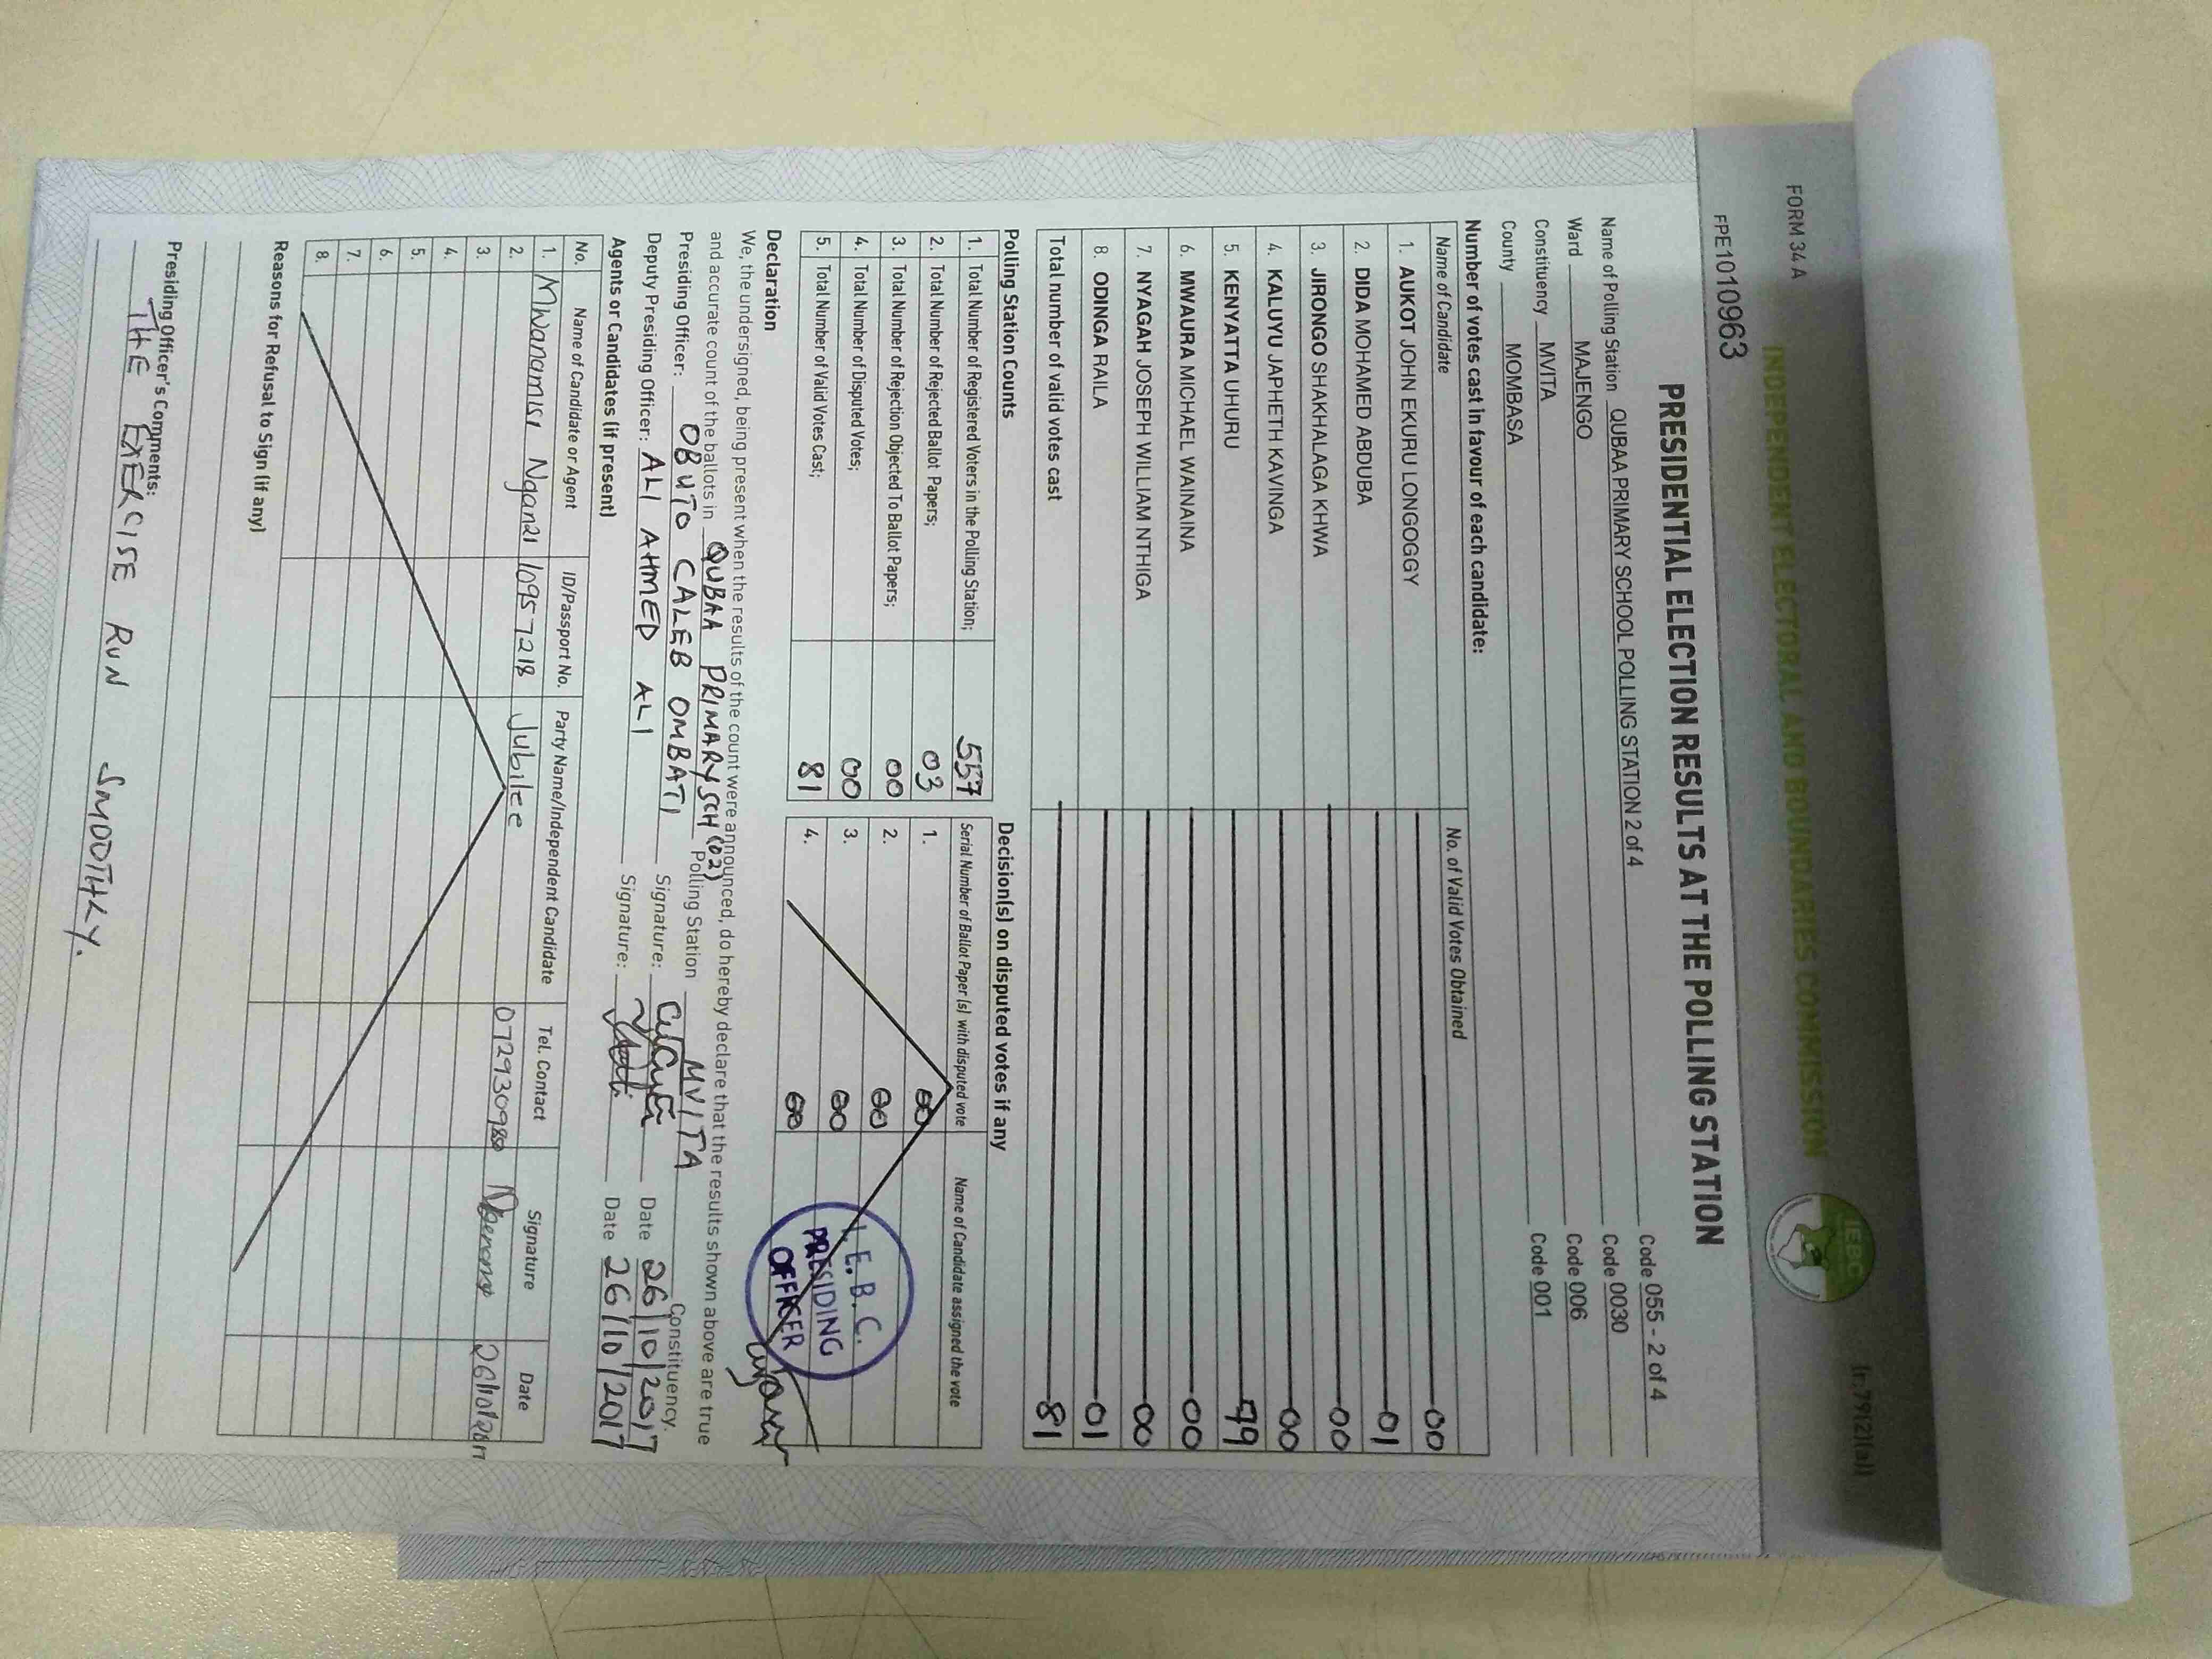 FORM 34 A
(r.79(2)(a))
INDEPENDENT ELECTORAL AND BOUNDARIES COMMISSION
IEBC
FPE1010963
PRESIDENTIAL ELECTION RESULTS AT THE POLLING STATION
Name of Polling Station QUBAA PRIMARY SCHOOL POLLING STATION 2 of 4 Code 055 - 2 of 4
Ward MAJENGO Code 0030
Constituency MVITA Code 006
County MOMBASA Code 001
Number of votes cast in favour of each candidate:
Name of Candidate No. of Valid Votes Obtained
1. AUKOT JOHN EKURU LONGOGGY 00
2. DIDA MOHAMED ABDUBA 01
3. JIRONGO SHAKHALAGA KHWA 00
4. KALUYU JAPHETH KAVINGA 00
5. KENYATTA UHURU
6. MWAURA MICHAEL WAINAINA 00
7. NYAGAH JOSEPH WILLIAM NTHIGA 00
8. ODINGA RAILA 01
Total number of valid votes cast 81
Polling Station Counts
1. Total Number of Registered Voters in the Polling Station; 557
2. Total Number of Rejected Ballot Papers; 03
3. Total Number of Rejection Objected To Ballot Papers; 00
4. Total Number of Disputed Votes; 00
5. Total Number of Valid Votes Cast; 81
Decision(s) on disputed votes if any
Serial Number of Ballot Paper (s) with disputed vote Name of Candidate assigned the vote
1. 00
2. 00
3. 00
4. 00
I.E.B.C.
PRESIDING
OFFICER
Declaration
We, the undersigned, being present when the results of the count were announced, do hereby declare that the results shown above are true
and accurate count of the ballots in QUBAA PRIMARY SCH (02) Polling Station MVITA Constituency.
Presiding Officer: OBUTO CALEB OMBATI Signature: Date 26/10/2017
Deputy Presiding Officer: ALI AHMED ALI Signature: Date 26/10/2017
Agents or Candidates (if present)
No. Name of Candidate or Agent ID/Passport No. Party Name/Independent Candidate Tel. Contact Signature Date
1. Mwanamisi Nganzi 10957218 Jubilee 0729930980 26/10/2017
2.
3.
4.
5.
6.
7.
8.
Reasons for Refusal to Sign (if any)
Presiding Officer's Comments:
THE EXERCISE RUN SMOOTHLY.